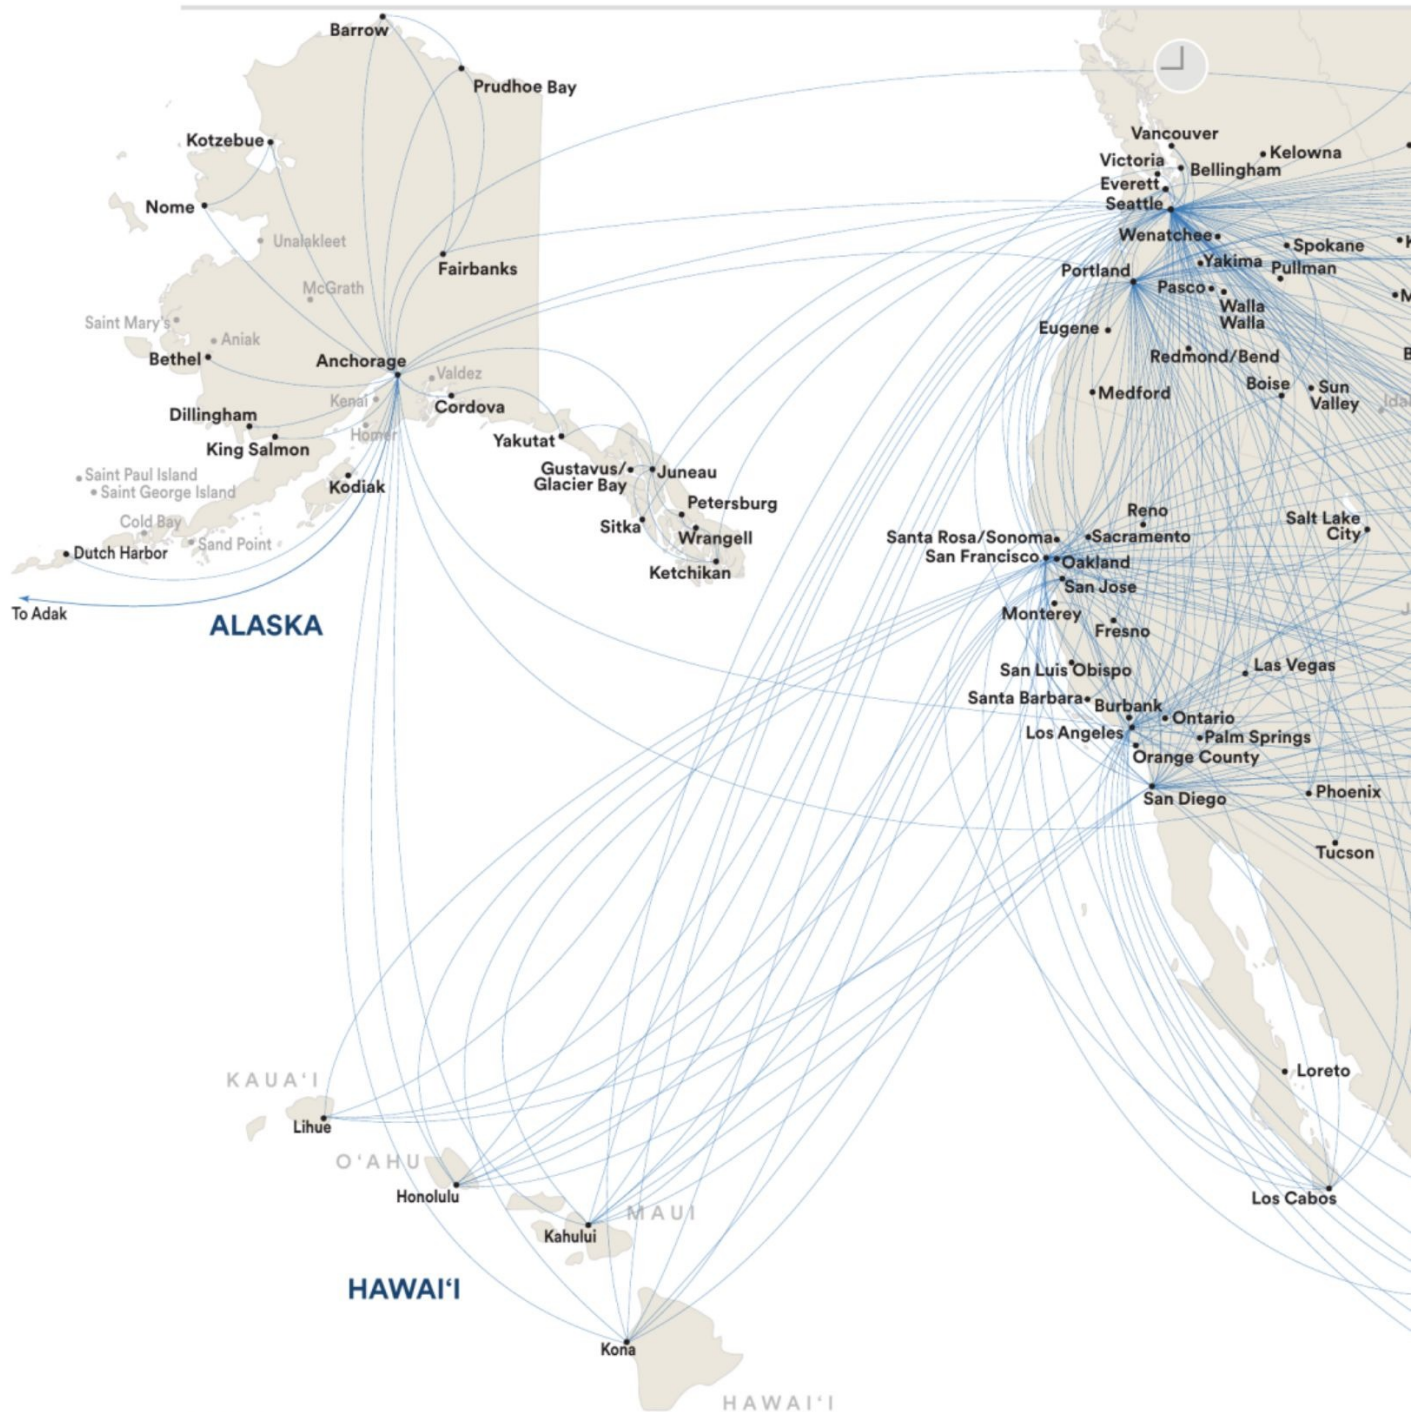 Barrow
Prudhoe Bay
Kotzebue
Nome
Unalakleet
Fairbanks
McGrath
Saint Mary's
Aniak
Bethel
Anchorage
Valdez
Kenai
Cordova
Dillingham
Homer
King Salmon
Yakutat
Saint Paul Island
Saint George Island
Kodiak
Gustavus/
Glacier Bay
Juneau
Petersburg
Sitka
Wrangell
Ketchikan
Cold Bay
Sand Point
Dutch Harbor
To Adak
ALASKA
Vancouver
Victoria
Kelowna
Bellingham
Everett
Seattle
Wenatchee
Spokane
K
Yakima
Portland
Pullman
Pasco
M
Walla
Walla
Eugene
Redmond/Bend
B
Boise
Sun
Valley
Medford
Ida
Reno
Salt Lake
City
Santa Rosa/Sonoma
Sacramento
San Francisco
Oakland
San Jose
Monterey
J
Fresno
San Luis Obispo
Las Vegas
Santa Barbara
Burbank
Ontario
Los Angeles
Palm Springs
Orange County
San Diego
Phoenix
Tucson
Loreto
Los Cabos
KAUA‘I
Lihue
O‘AHU
Honolulu
MAUI
Kahului
HAWAI‘I
Kona
HAWAI‘I